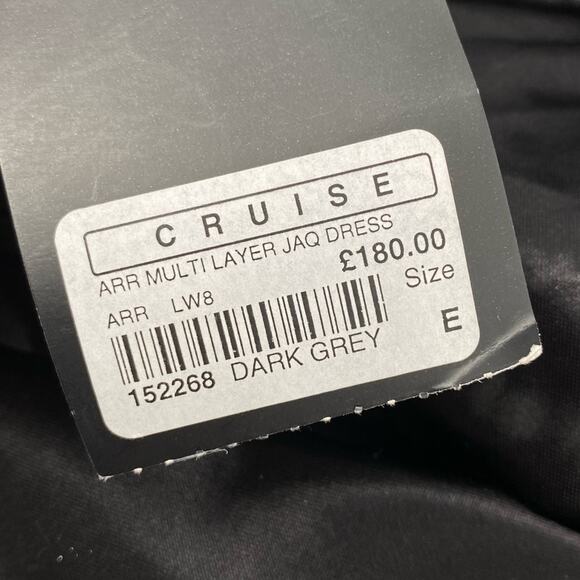 CRUISE
ARR MULTI LAYER JAQ DRESS
£180.00
ARR LW8
Size
E
152268 DARK GREY